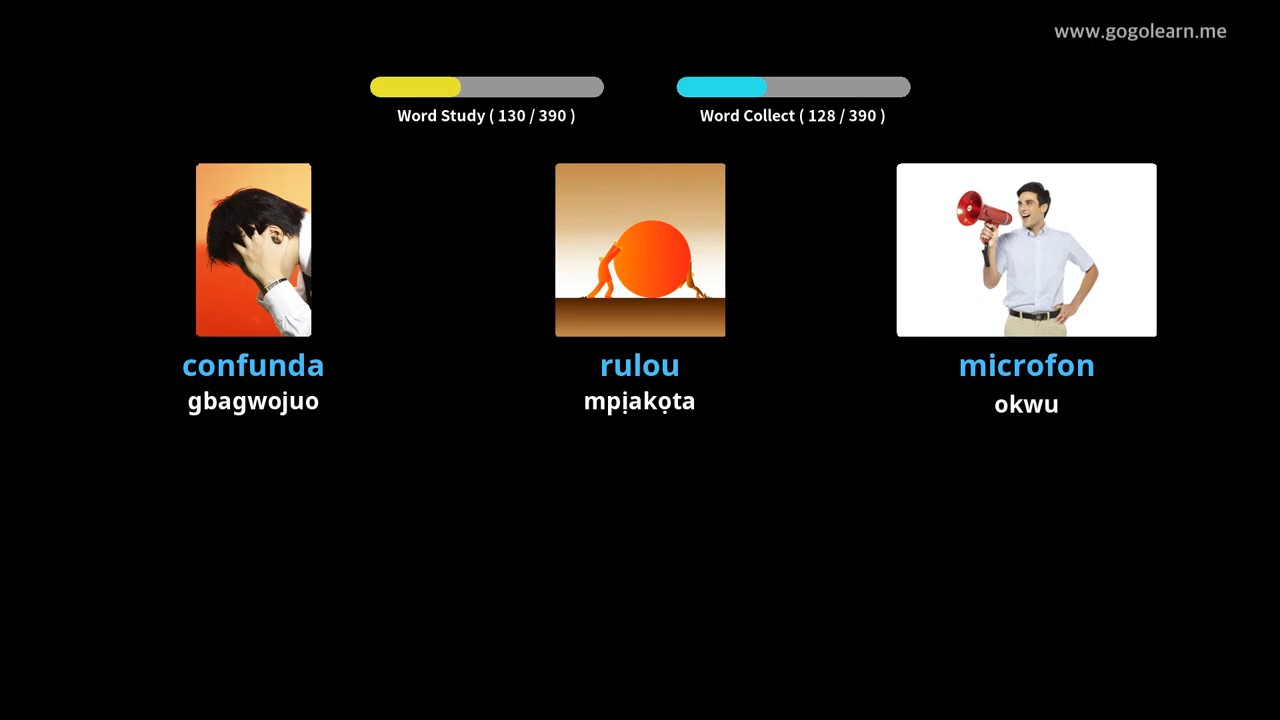 www.gogolearn.me
Word Study ( 130 / 390 )
Word Collect ( 128 / 390 )
confunda
gbagwojuo
rulou
mpịakọta
microfon
okwu